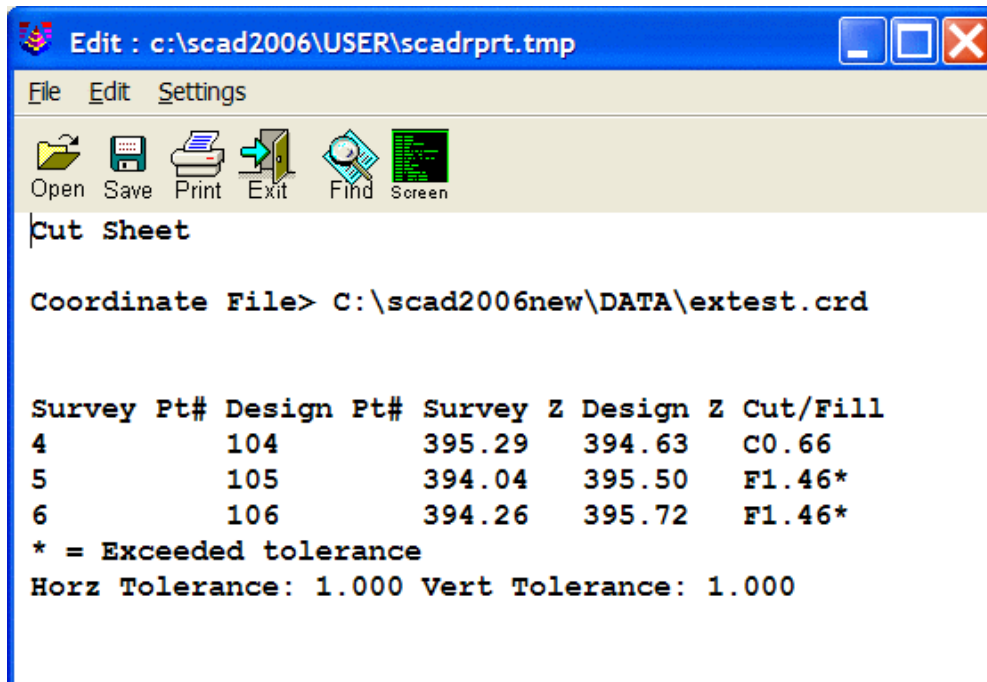 Edit : c:\scad2006\USER\scadrprt.tmp
File Edit Settings
Open Save Print Exit Find Screen
Cut Sheet
Coordinate File> C:\scad2006new\DATA\extest.crd
Survey Pt# Design Pt# Survey Z Design Z Cut/Fill
4 104 395.29 394.63 C0.66
5 105 394.04 395.50 F1.46*
6 106 394.26 395.72 F1.46*
* = Exceeded tolerance
Horz Tolerance: 1.000 Vert Tolerance: 1.000